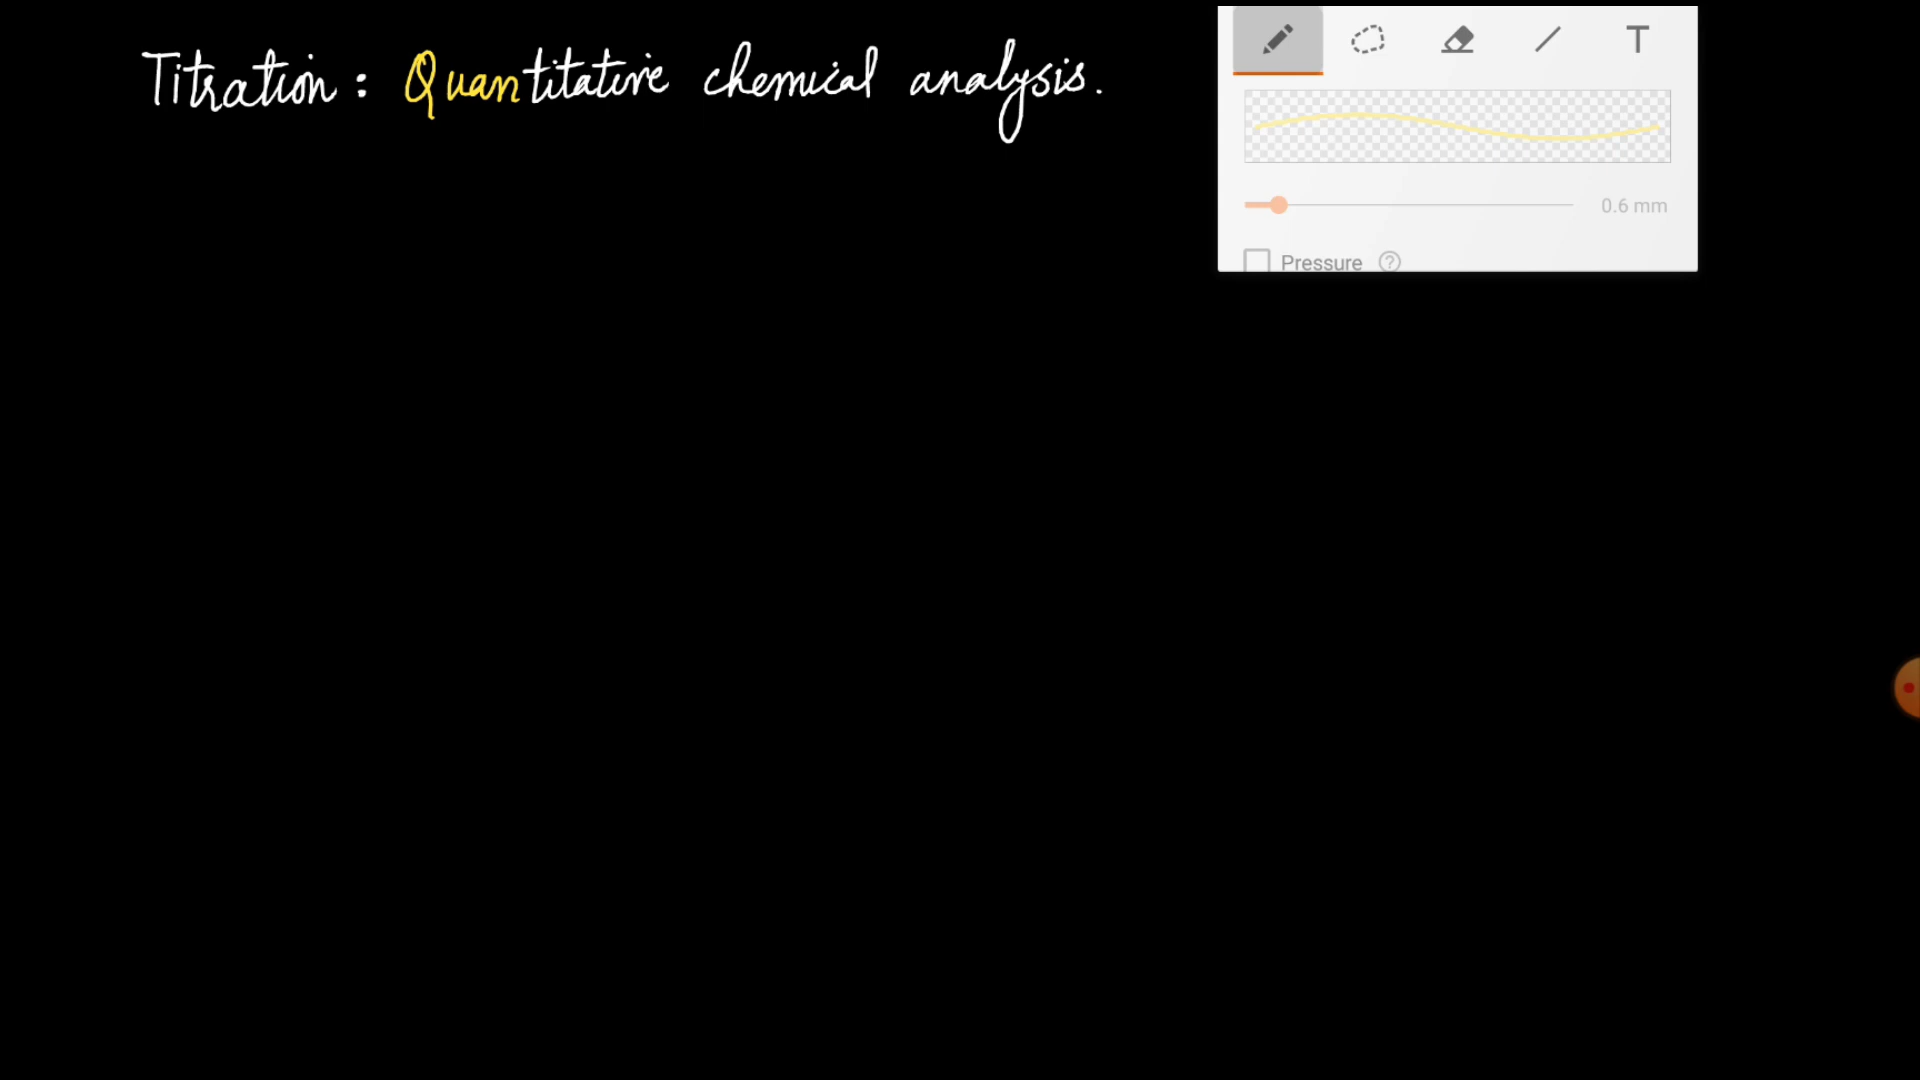 Titration : Quantitative chemical analysis.
T
0.6 mm
Pressure ?